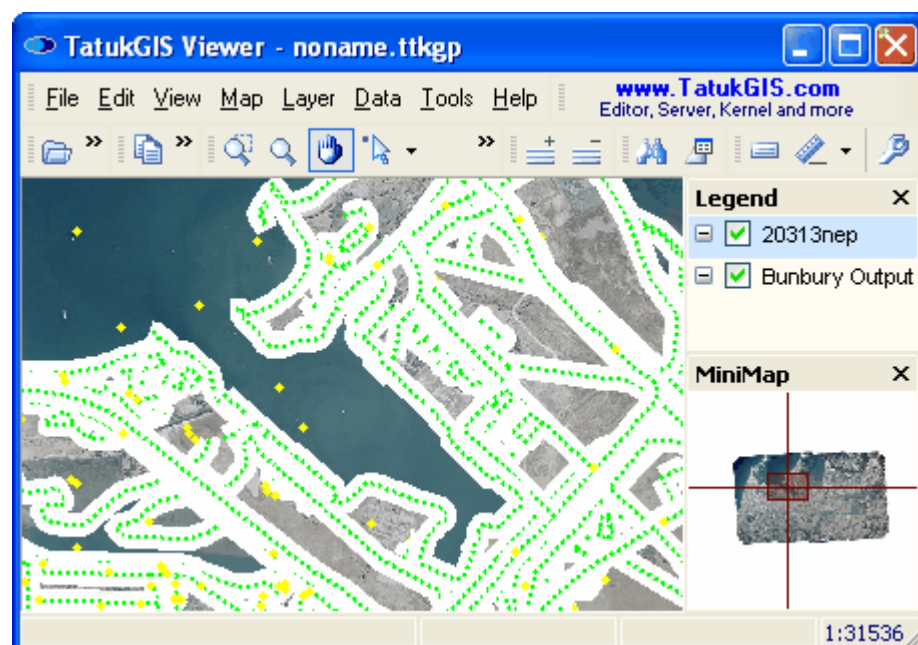 TatukGIS Viewer - noname.ttkgp
File Edit View Map Layer Data Tools Help
www.TatukGIS.com
Editor, Server, Kernel and more
Legend
20313nep
Bunbury Output
MiniMap
1:31536